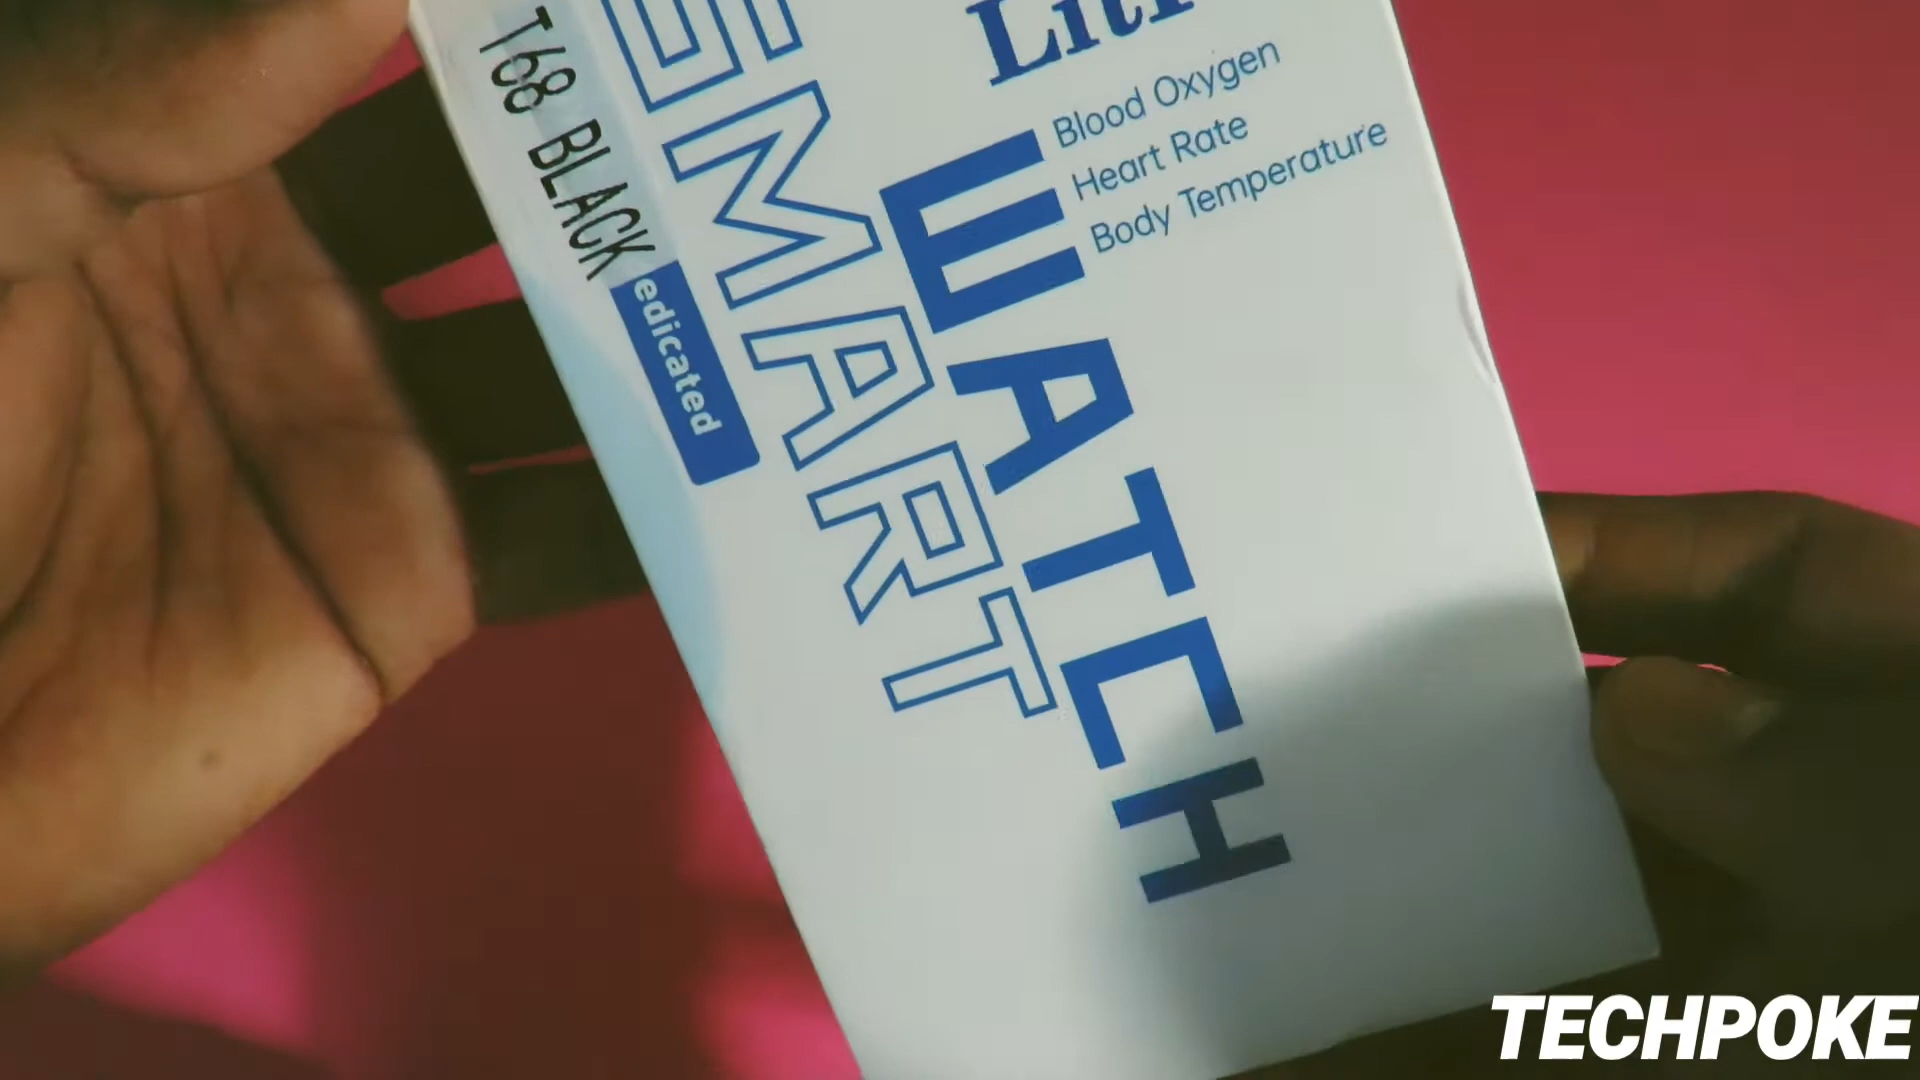 T68 BLACK
edicated
SMART
WATCH
Blood Oxygen
Heart Rate
Body Temperature
TECHPOKE